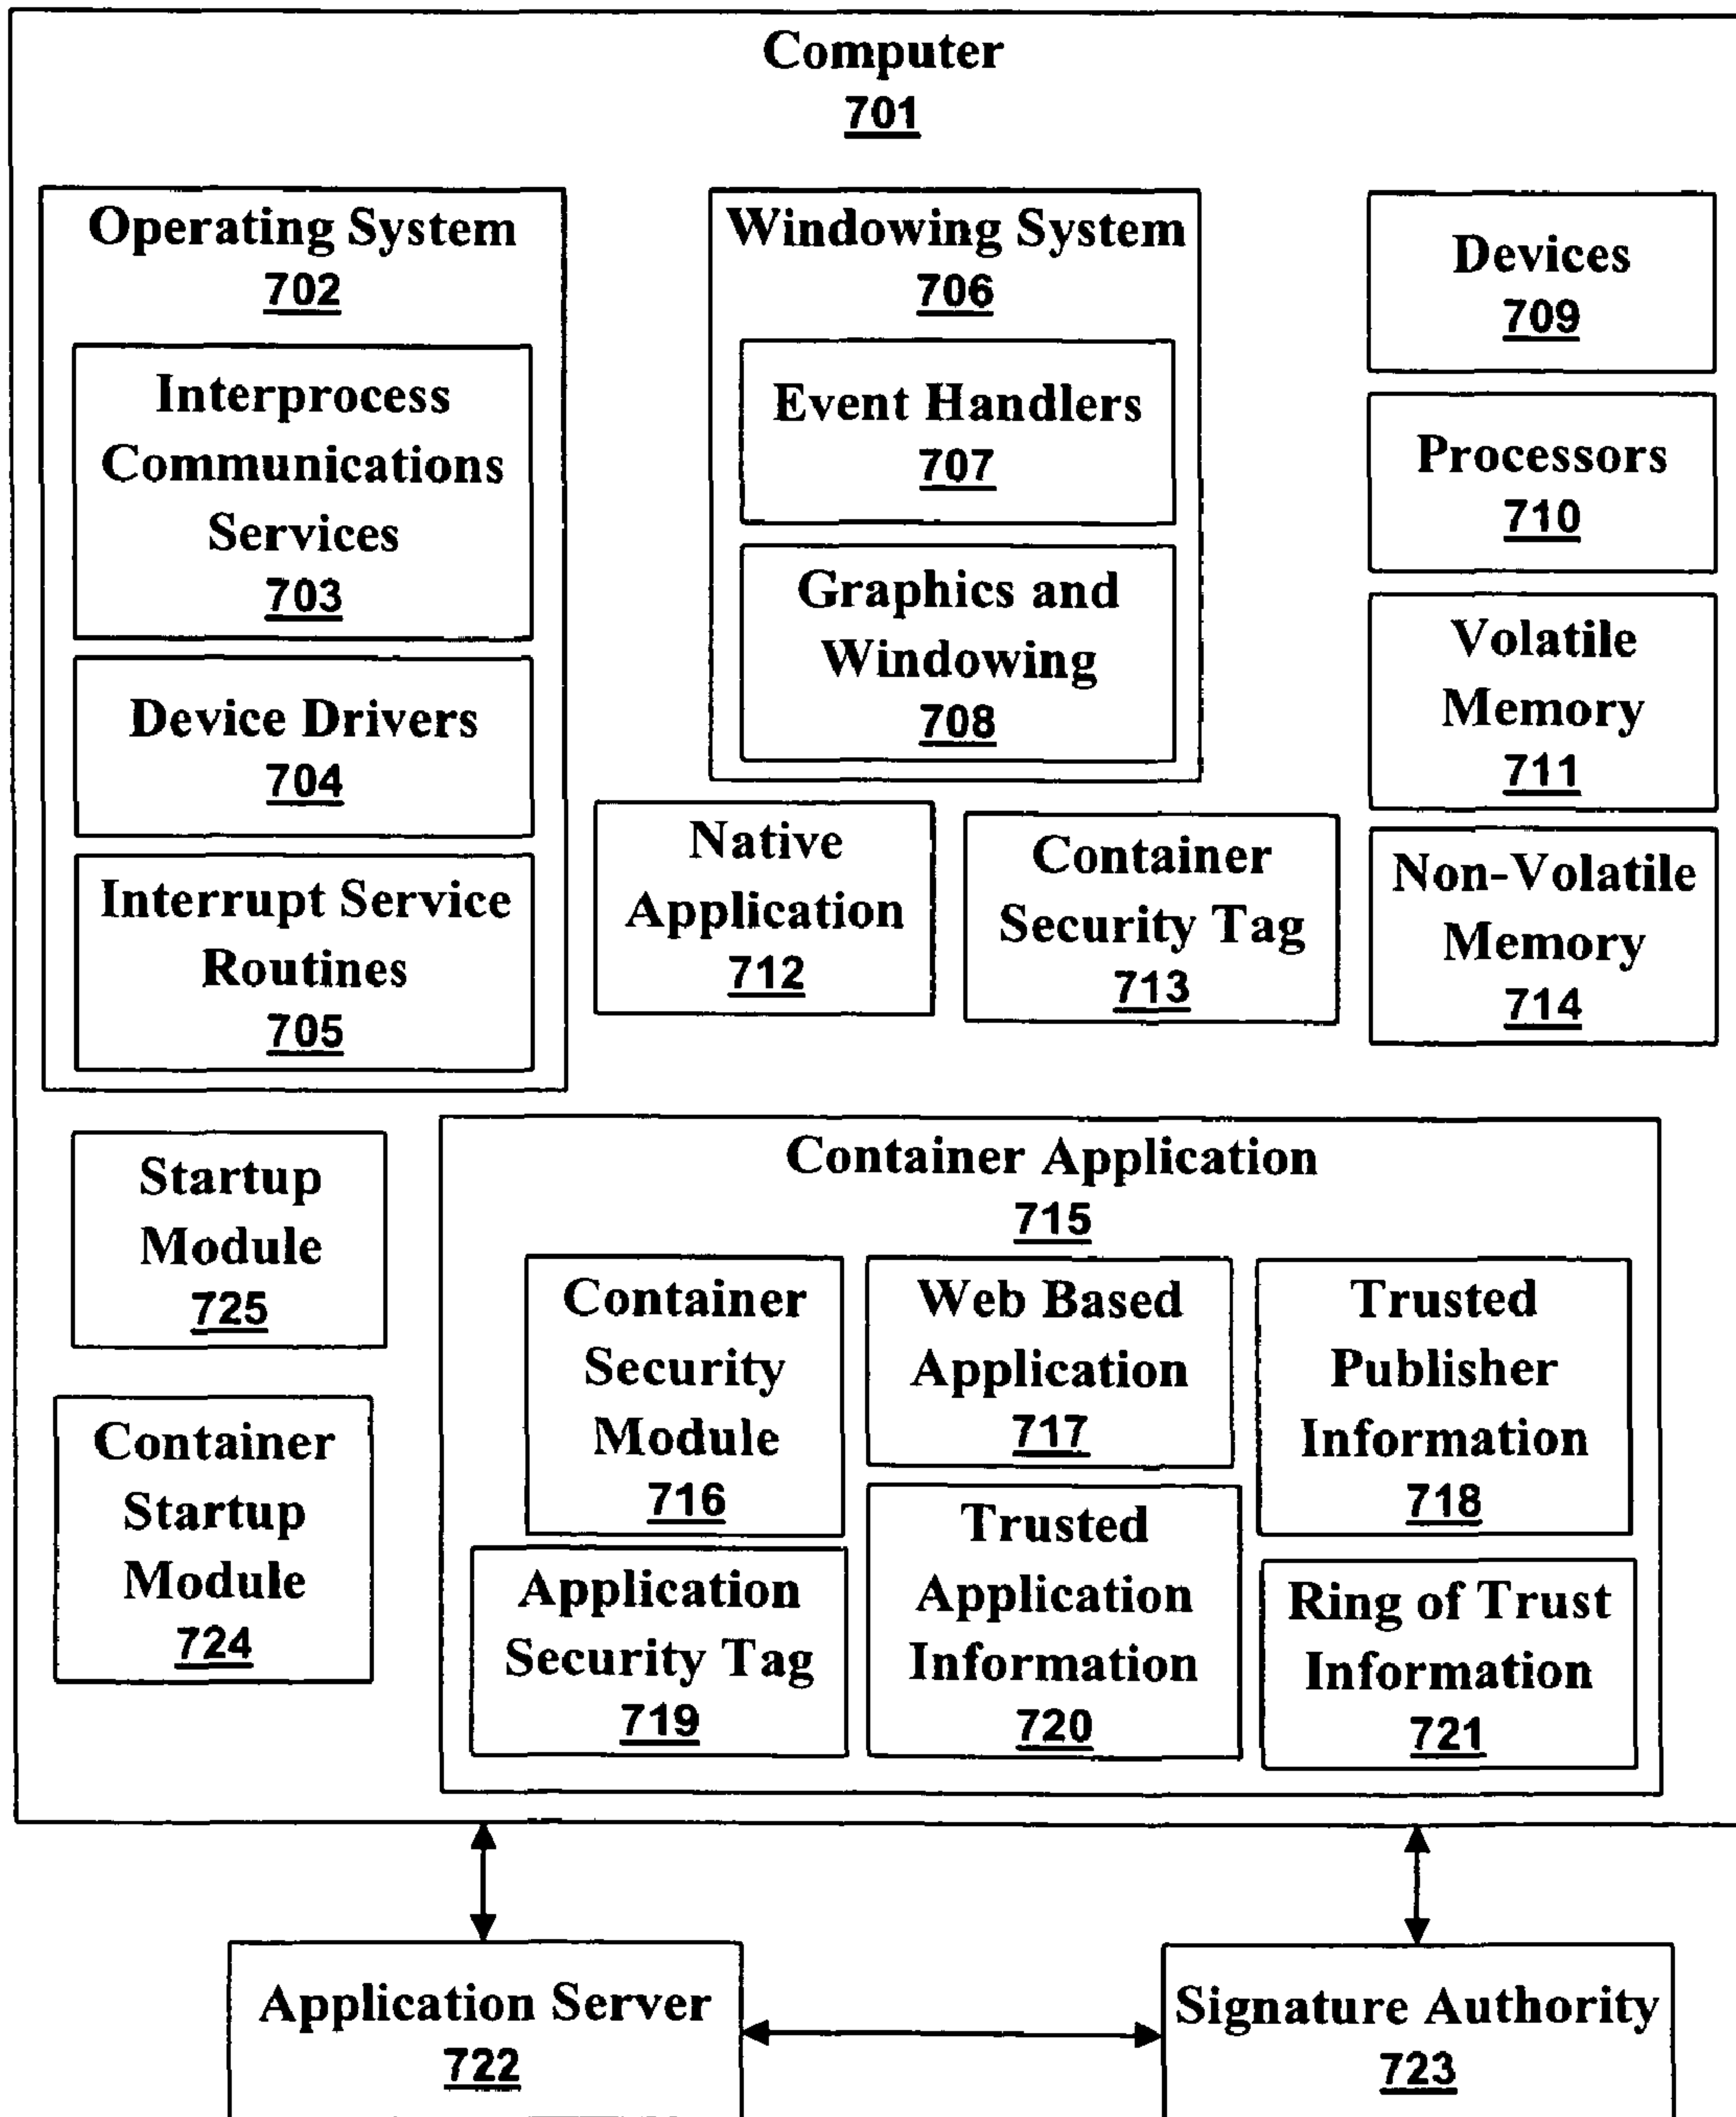 Computer
701
Operating System
702
Interprocess
Communications
Services
703
Device Drivers
704
Interrupt Service
Routines
705
Windowing System
706
Event Handlers
707
Graphics and
Windowing
708
Devices
709
Processors
710
Volatile
Memory
711
Native
Application
712
Container
Security Tag
713
Non-Volatile
Memory
714
Startup
Module
725
Container
Startup
Module
724
Container Application
715
Container
Security
Module
716
Web Based
Application
717
Trusted
Publisher
Information
718
Application
Security Tag
719
Trusted
Application
Information
720
Ring of Trust
Information
721
Application Server
722
Signature Authority
723